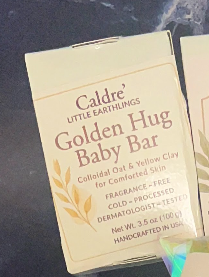 Caldre'
LITTLE EARTHLINGS
Golden Hug
Baby Bar
Colloidal Oat & Yellow Clay
for Comforted Skin
FRAGRANCE-FREE
COLD-PROCESSED
DERMATOLOGIST-TESTED
Net Wt. 3.5 oz (100 g)
HANDCRAFTED IN USA